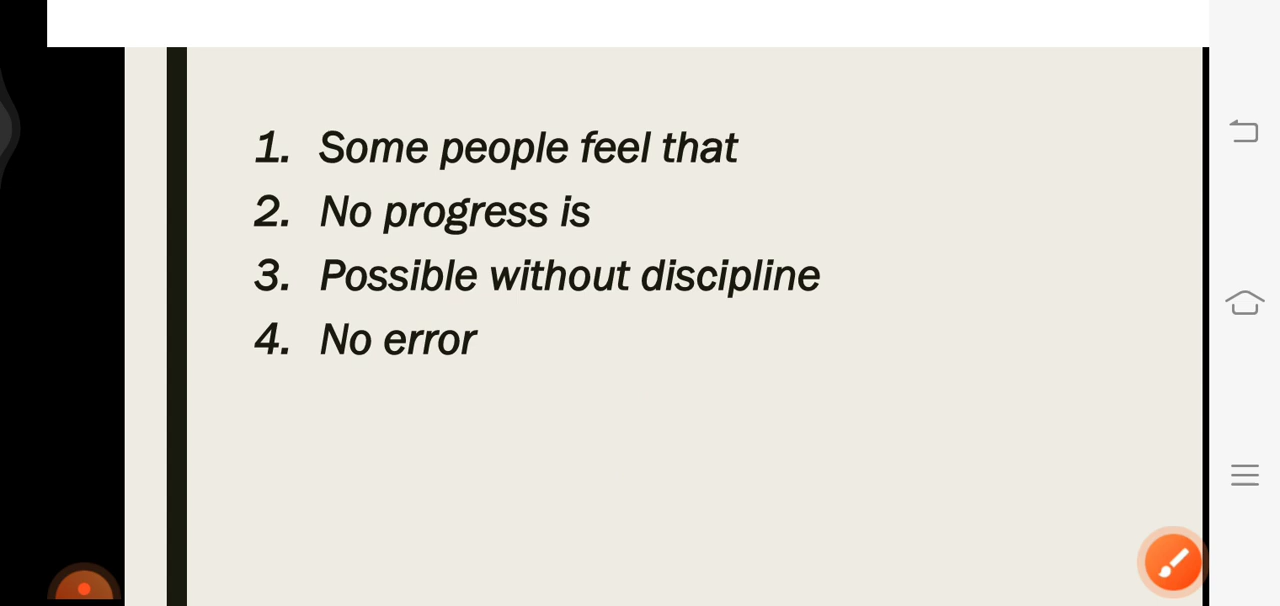 1. Some people feel that
2. No progress is
3. Possible without discipline
4. No error